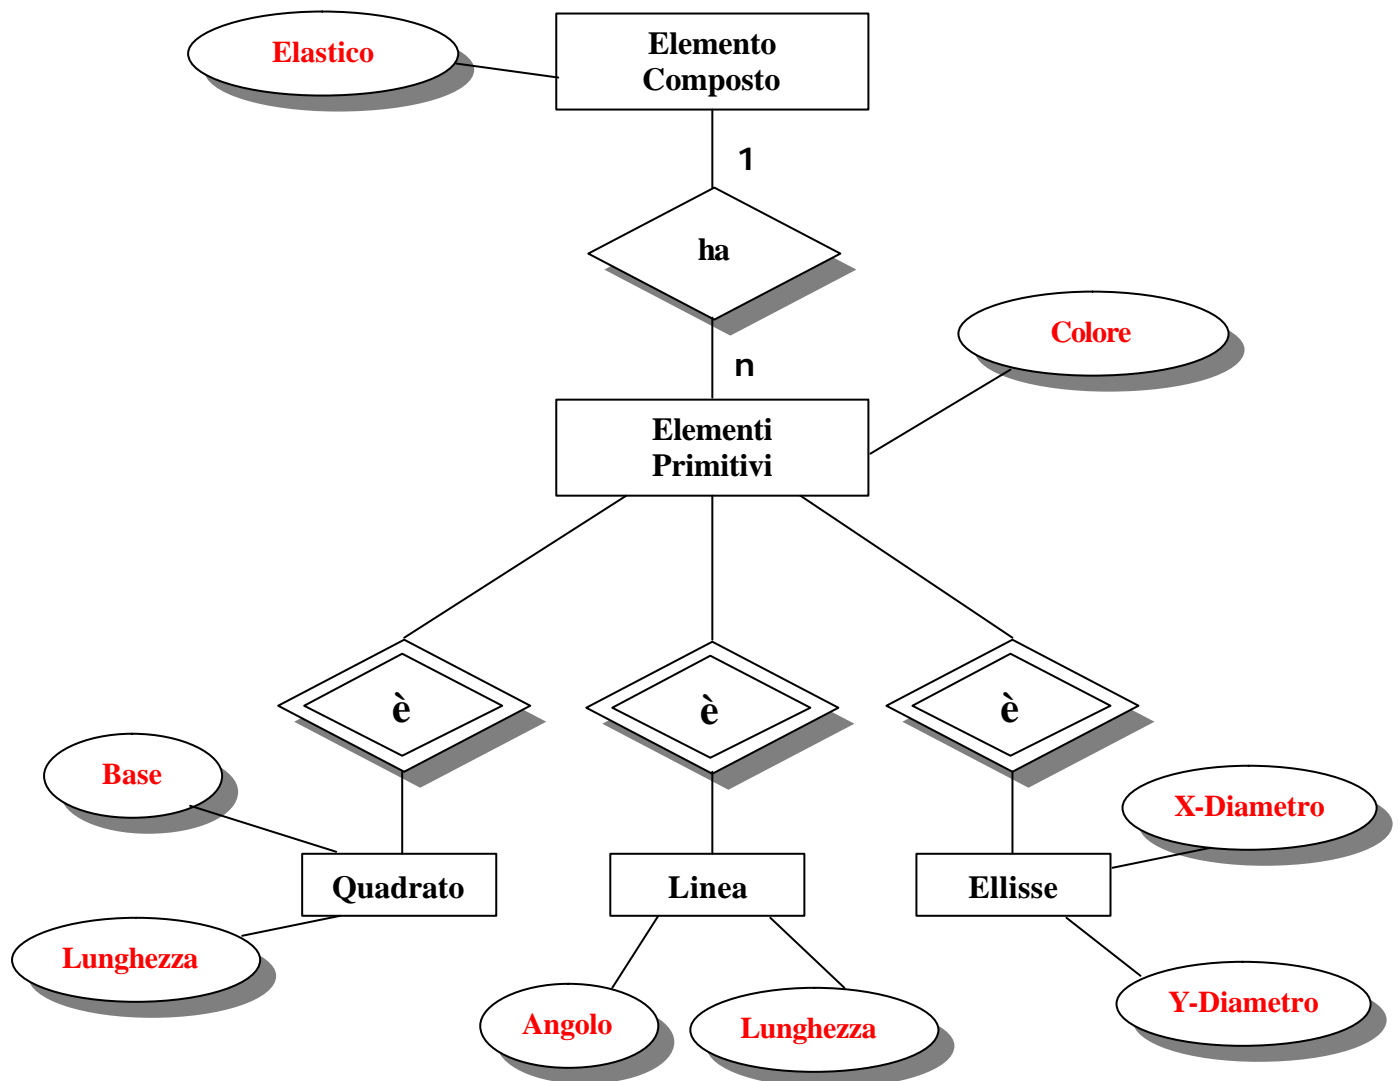 Elastico
Elemento
Composto
1
ha
n
Colore
Elementi
Primitivi
è
è
è
Base
X-Diametro
Quadrato
Linea
Ellisse
Lunghezza
Angolo
Lunghezza
Y-Diametro